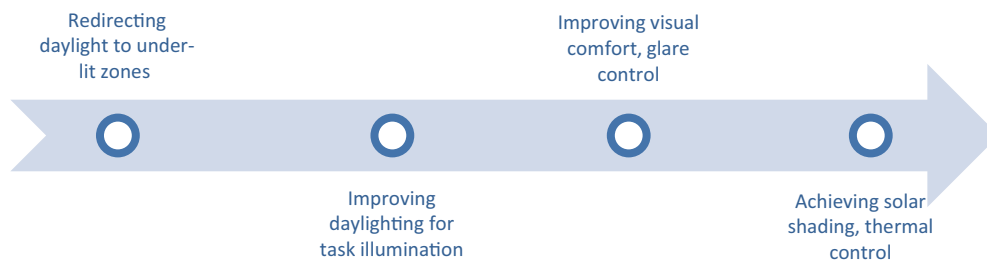 Redirecting
daylight to under-
lit zones
Improving
daylighting for
task illumination
Improving visual
comfort, glare
control
Achieving solar
shading, thermal
control